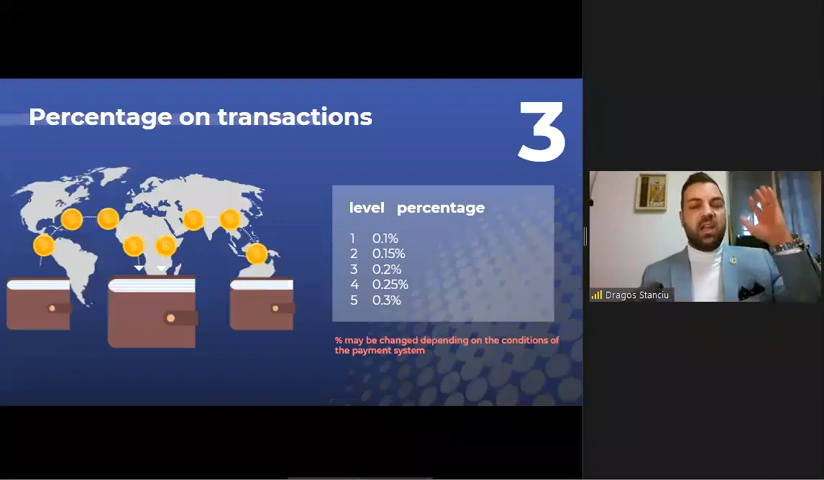 Percentage on transactions
3
level percentage
1 0.1%
2 0.15%
3 0.2%
4 0.25%
5 0.3%
% may be changed depending on the conditions of
the payment system
Dragos Stanciu